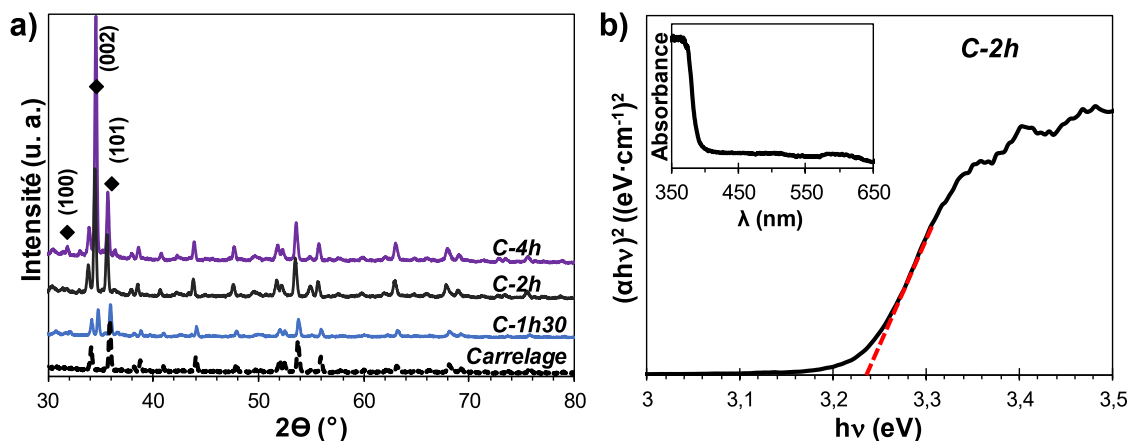 a)
Intensité (u. a.)
(100)
(002)
(101)
C-4h
C-2h
C-1h30
Carrelage
30 40 50 60 70 80
2Θ (°)
b)
C-2h
Absorbance
350 450 550 650
λ (nm)
(αhν)² ((eV·cm⁻¹)²
3 3,1 3,2 3,3 3,4 3,5
hν (eV)